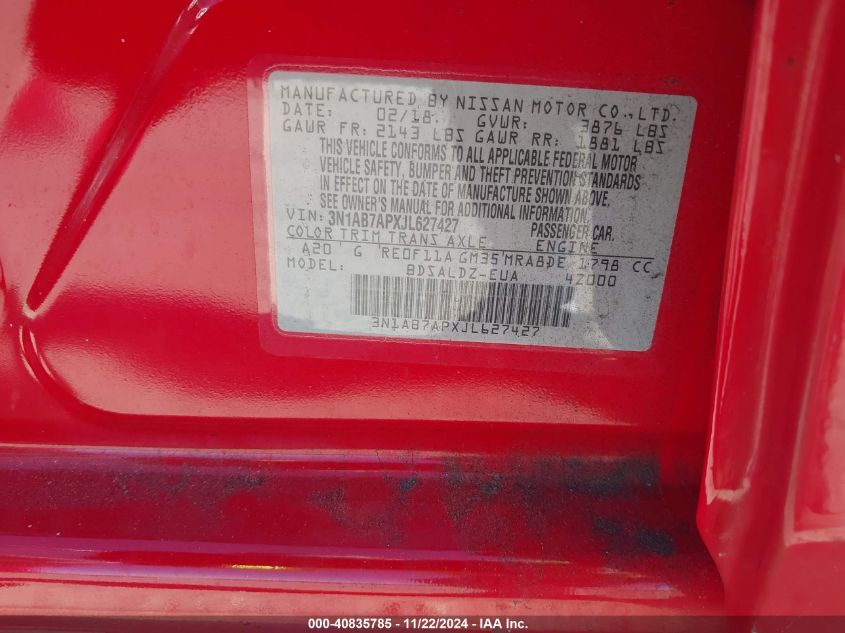 MANUFACTURED BY NISSAN MOTOR CO.,LTD.
DATE: 02/18 GVWR: 3876 LBS
GAWR FR: 2143 LBS GAWR RR: 1881 LBS
THIS VEHICLE CONFORMS TO ALL APPLICABLE FEDERAL MOTOR
VEHICLE SAFETY, BUMPER AND THEFT PREVENTION STANDARDS
IN EFFECT ON THE DATE OF MANUFACTURE SHOWN ABOVE.
SEE OWNER'S MANUAL FOR ADDITIONAL INFORMATION.
VIN: 3N1AB7APXJL627427 PASSENGER CAR.
COLOR TRIM TRANS AXLE ENGINE
A20 G RE0F11A GM35 MRA8DE 1798 CC
MODEL BDSALDZ-EUA 42000
3N1AB7APXJL627427
000-40835785 - 11/22/2024 - IAA Inc.